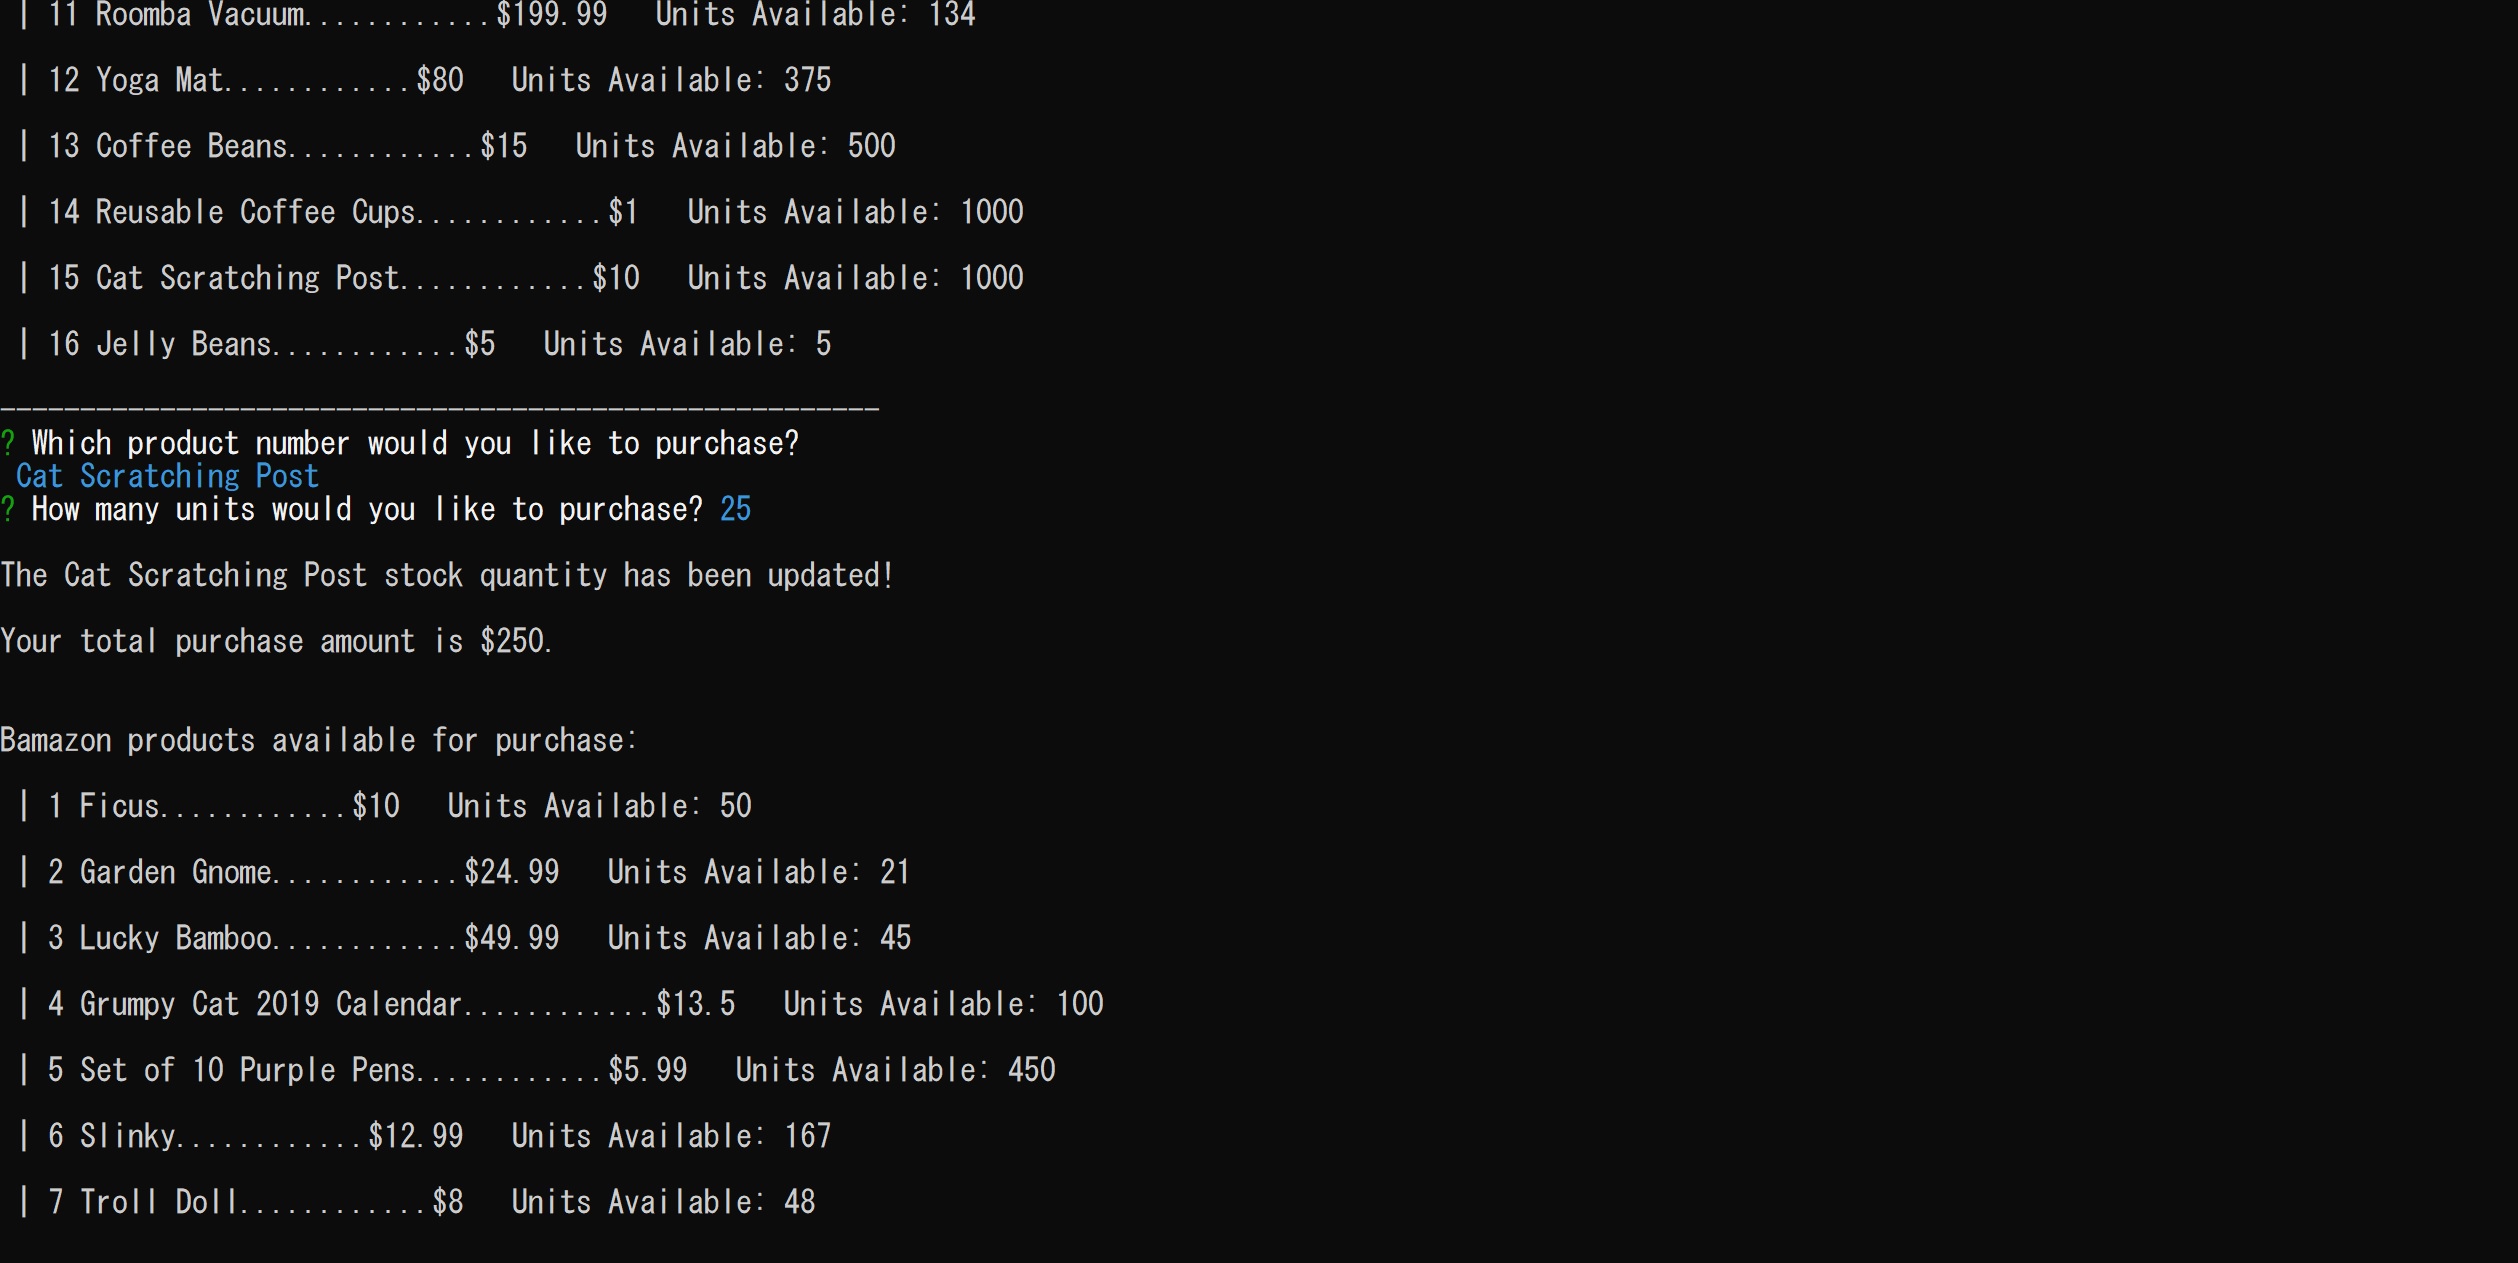 | 11 Roomba Vacuum............$199.99   Units Available: 134
| 12 Yoga Mat............$80   Units Available: 375
| 13 Coffee Beans............$15   Units Available: 500
| 14 Reusable Coffee Cups............$1   Units Available: 1000
| 15 Cat Scratching Post............$10   Units Available: 1000
| 16 Jelly Beans............$5   Units Available: 5
-------------------------------------------------------
? Which product number would you like to purchase?
Cat Scratching Post
? How many units would you like to purchase? 25
The Cat Scratching Post stock quantity has been updated!
Your total purchase amount is $250.
Bamazon products available for purchase:
| 1 Ficus............$10   Units Available: 50
| 2 Garden Gnome............$24.99   Units Available: 21
| 3 Lucky Bamboo............$49.99   Units Available: 45
| 4 Grumpy Cat 2019 Calendar............$13.5   Units Available: 100
| 5 Set of 10 Purple Pens............$5.99   Units Available: 450
| 6 Slinky............$12.99   Units Available: 167
| 7 Troll Doll............$8   Units Available: 48